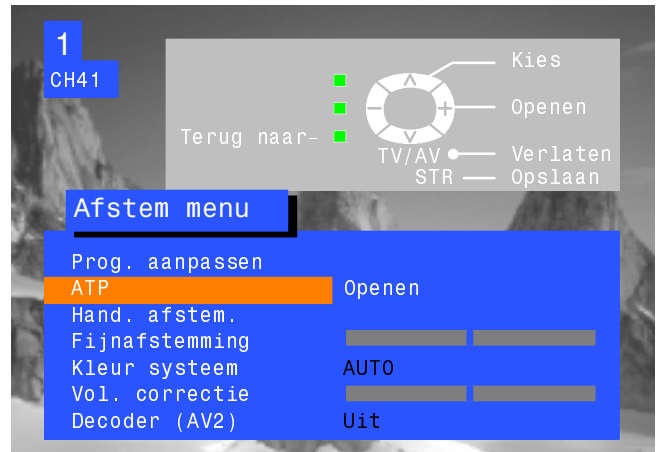 1
CH41
Kies
Openen
Terug naar-
TV/AV Verlaten
STR Opslaan
Afstem menu
Prog. aanpassen
ATP Openen
Hand. afstem.
Fijnafstemming
Kleur systeem AUTO
Vol. correctie
Decoder (AV2) Uit